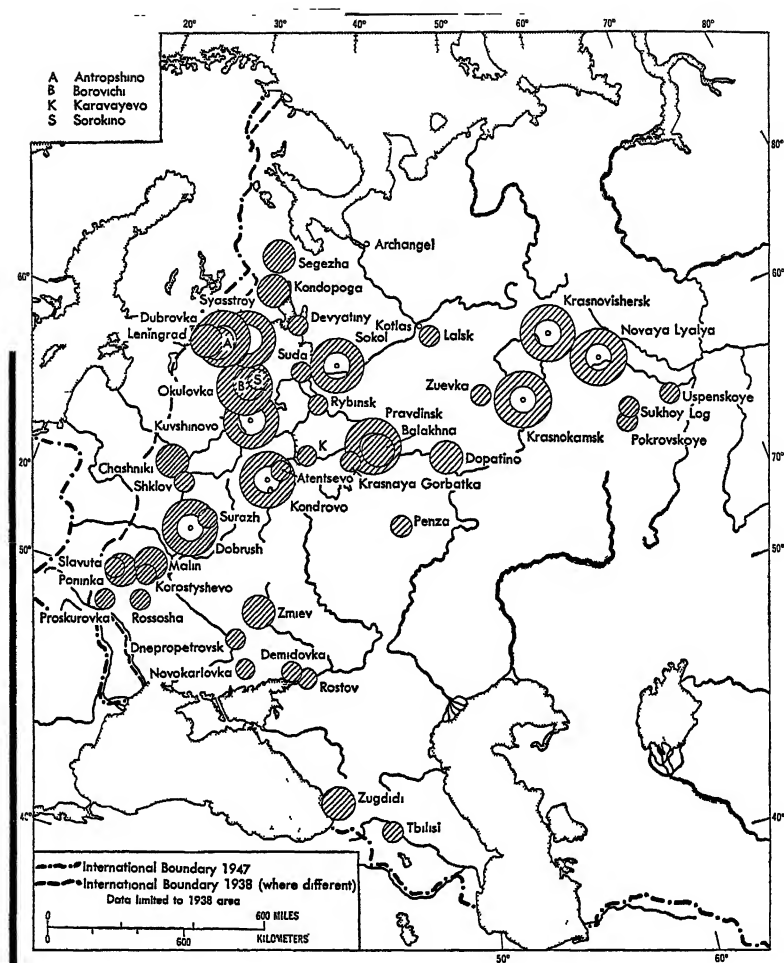 20° 30° 40° 50° 60° 70° 80°
A Antropshino
B Borovichi
K Karavayevo
S Sorokino
80°
Archangel
Segezha
60°
60°
Kondopoga
Krasnovishersk
Syasstroy
Dubrovka
Devyatiny
Kotlas
Novaya Lyalya
Leningrad
A
Sokol
Lalsk
Suda
B S
Okulovka
Zuevka
Uspenskoye
Rybinsk
Sukhoy Log
Kuvshinovo
Pravdinsk
Krasnokamsk
Pokrovskoye
Balakhna
20°
70°
K
Dopatino
Chashniki
Atentsevo
Krasnaya Gorbatka
Shklov
Kondrovo
Surazh
Penza
50°
50°
Dobrush
Slavuta
Malin
Poninka
Korostyshevo
Proskurovka
Rossosha
Zmiev
Dnepropetrovsk
Demidovka
Novokarlovka
Rostov
Zugdidi
40°
40°
Tbilisi
International Boundary 1947
International Boundary 1938 (where different)
Data limited to 1938 area
0 600 MILES
600 KILOMETERS
40° 50° 60°